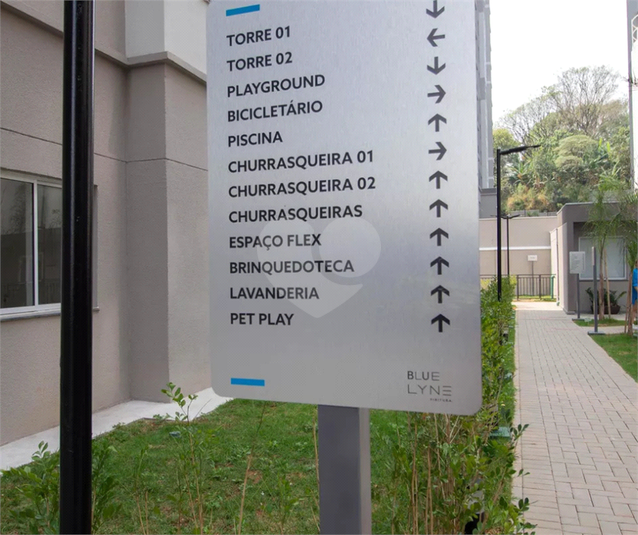 ↓
TORRE 01 ←
TORRE 02 ↓
PLAYGROUND →
BICICLETÁRIO ↑
PISCINA →
CHURRASQUEIRA 01 ↑
CHURRASQUEIRA 02 ↑
CHURRASQUEIRAS ↑
ESPAÇO FLEX ↑
BRINQUEDOTECA ↑
LAVANDERIA ↑
PET PLAY
BLUE
LYNE